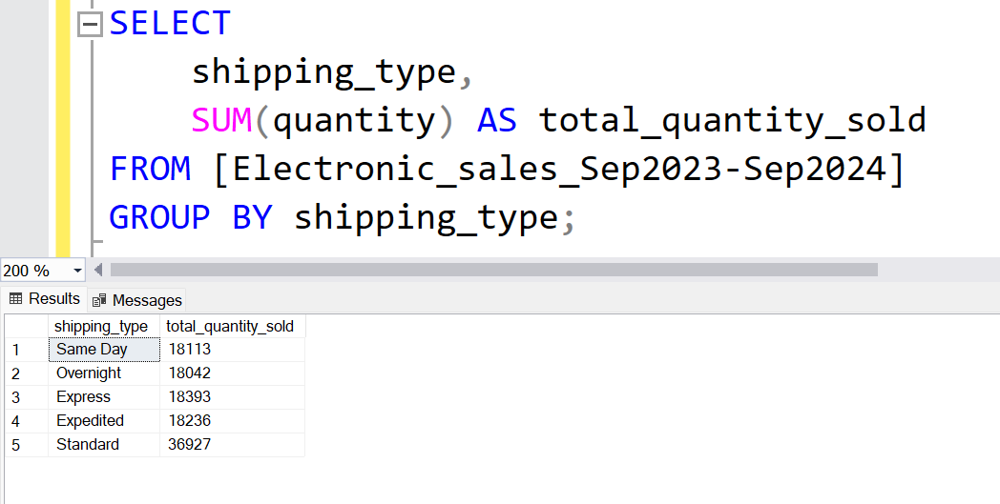 SELECT
shipping_type,
SUM(quantity) AS total_quantity_sold
FROM [Electronic_sales_Sep2023-Sep2024]
GROUP BY shipping_type;
200 %
Results Messages
shipping_type total_quantity_sold
1 Same Day 18113
2 Overnight 18042
3 Express 18393
4 Expedited 18236
5 Standard 36927